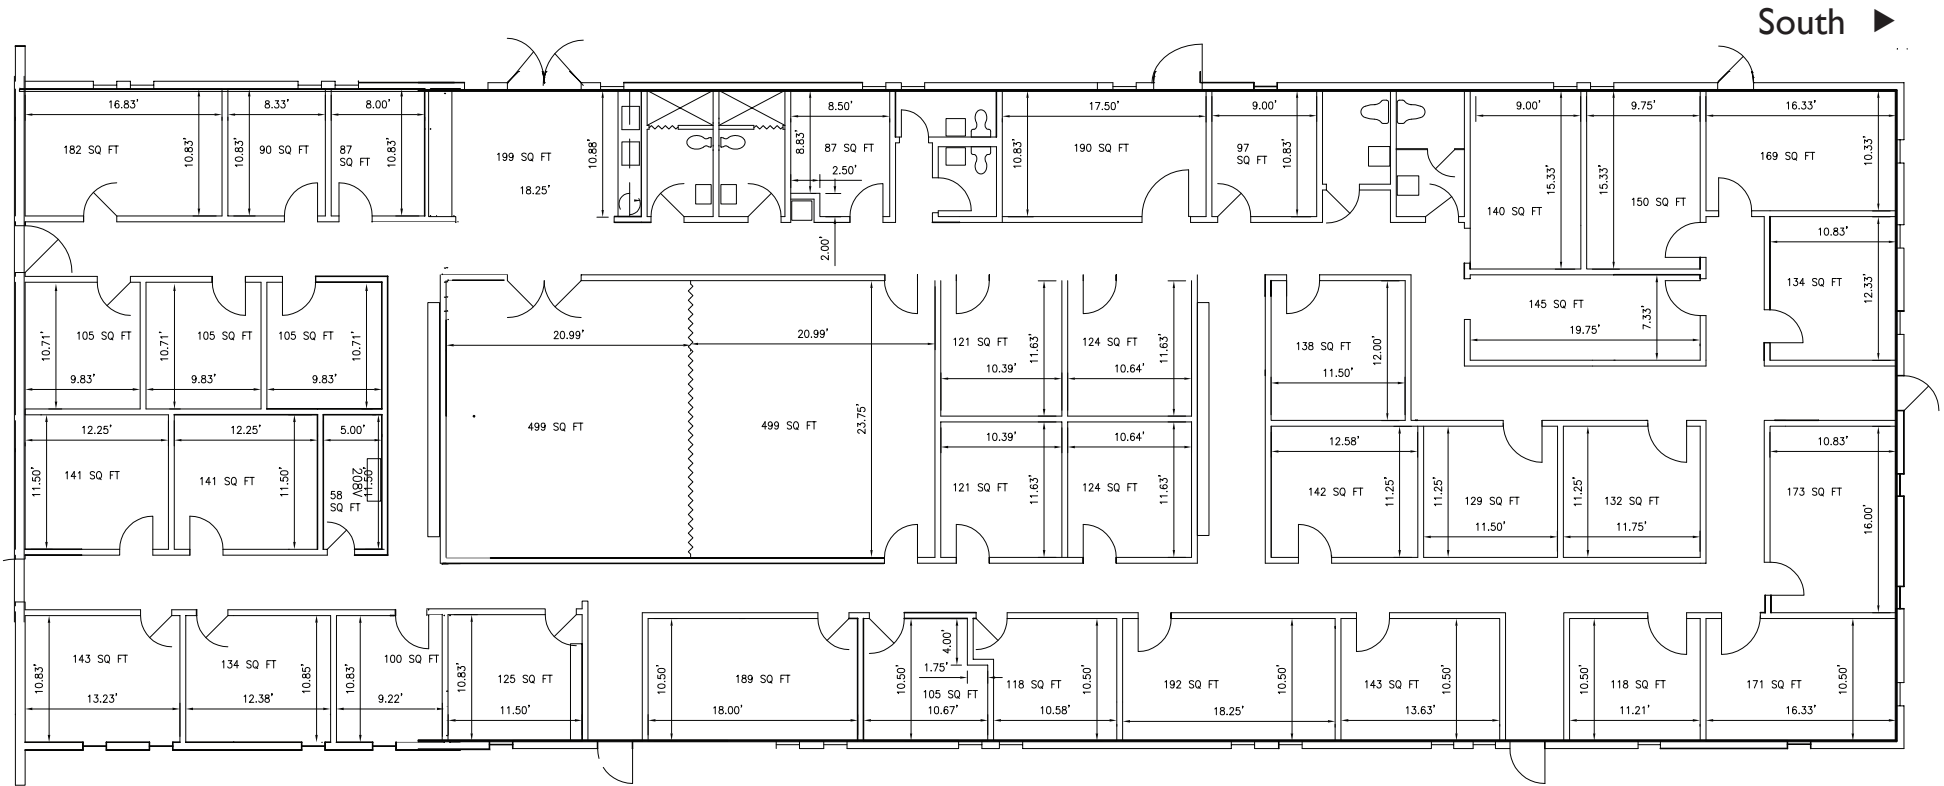 South
16.83'
8.33'
8.00'
8.50'
17.50'
9.00'
9.00'
9.75'
16.33'
182 SQ FT
10.83'
10.83'
90 SQ FT
87
SQ FT
10.83'
199 SQ FT
18.25'
10.88'
8.83'
87 SQ FT
2.50'
2.00'
10.83'
190 SQ FT
97
SQ FT
10.83'
15.33'
140 SQ FT
15.33'
150 SQ FT
169 SQ FT
10.33'
10.83'
134 SQ FT
12.33'
145 SQ FT
7.33'
19.75'
10.71'
105 SQ FT
9.83'
10.71'
105 SQ FT
9.83'
105 SQ FT
10.71'
9.83'
20.99'
20.99'
499 SQ FT
499 SQ FT
23.75'
121 SQ FT
11.63'
10.39'
124 SQ FT
11.63'
10.64'
138 SQ FT
12.00'
11.50'
12.25'
12.25'
5.00'
11.50'
141 SQ FT
141 SQ FT
11.50'
58
SQ FT
208V
11.50'
10.39'
121 SQ FT
11.63'
10.64'
124 SQ FT
11.63'
12.58'
142 SQ FT
11.25'
11.25'
129 SQ FT
11.50'
11.25'
132 SQ FT
11.75'
10.83'
173 SQ FT
16.00'
10.83'
143 SQ FT
13.23'
134 SQ FT
10.85'
12.38'
10.83'
100 SQ FT
9.22'
10.83'
125 SQ FT
11.50'
10.50'
189 SQ FT
18.00'
10.50'
4.00'
1.75'
105 SQ FT
10.67'
118 SQ FT
10.50'
10.58'
192 SQ FT
10.50'
18.25'
143 SQ FT
10.50'
13.63'
10.50'
118 SQ FT
11.21'
171 SQ FT
10.50'
16.33'